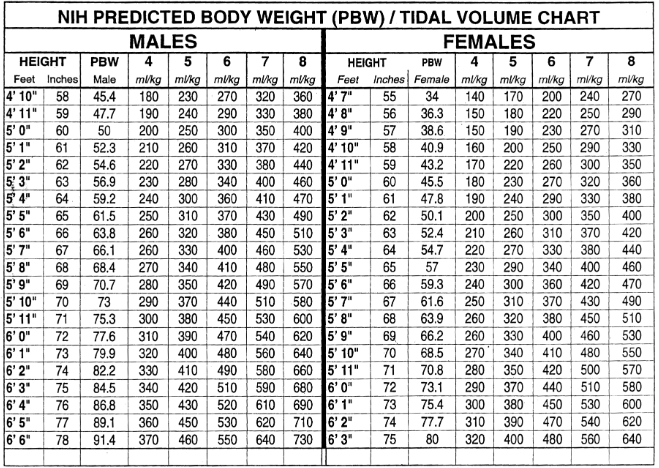 NIH PREDICTED BODY WEIGHT (PBW) / TIDAL VOLUME CHART
MALES FEMALES
HEIGHT PBW 4 5 6 7 8 HEIGHT PBW 4 5 6 7 8
Feet Inches Male ml/kg ml/kg ml/kg ml/kg ml/kg Feet Inches Female ml/kg ml/kg ml/kg ml/kg ml/kg
4' 10" 58 45.4 180 230 270 320 360 4' 7" 55 34 140 170 200 240 270
4' 11" 59 47.7 190 240 290 330 380 4' 8" 56 36.3 150 180 220 250 290
5' 0" 60 50 200 250 300 350 400 4' 9" 57 38.6 150 190 230 270 310
5' 1" 61 52.3 210 260 310 370 420 4' 10" 58 40.9 160 200 250 290 330
5' 2" 62 54.6 220 270 330 380 440 4' 11" 59 43.2 170 220 260 300 350
5' 3" 63 56.9 230 280 340 400 460 5' 0" 60 45.5 180 230 270 320 360
5' 4" 64 59.2 240 300 360 410 470 5' 1" 61 47.8 190 240 290 330 380
5' 5" 65 61.5 250 310 370 430 490 5' 2" 62 50.1 200 250 300 350 400
5' 6" 66 63.8 260 320 380 450 510 5' 3" 63 52.4 210 260 310 370 420
5' 7" 67 66.1 260 330 400 460 530 5' 4" 64 54.7 220 270 330 380 440
5' 8" 68 68.4 270 340 410 480 550 5' 5" 65 57 230 290 340 400 460
5' 9" 69 70.7 280 350 420 490 570 5' 6" 66 59.3 240 300 360 420 470
5' 10" 70 73 290 370 440 510 580 5' 7" 67 61.6 250 310 370 430 490
5' 11" 71 75.3 300 380 450 530 600 5' 8" 68 63.9 260 320 380 450 510
6' 0" 72 77.6 310 390 470 540 620 5' 9" 69 66.2 260 330 400 460 530
6' 1" 73 79.9 320 400 480 560 640 5' 10" 70 68.5 270 340 410 480 550
6' 2" 74 82.2 330 410 490 580 660 5' 11" 71 70.8 280 350 420 500 570
6' 3" 75 84.5 340 420 510 590 680 6' 0" 72 73.1 290 370 440 510 580
6' 4" 76 86.8 350 430 520 610 690 6' 1" 73 75.4 300 380 450 530 600
6' 5" 77 89.1 360 450 530 620 710 6' 2" 74 77.7 310 390 470 540 620
6' 6" 78 91.4 370 460 550 640 730 6' 3" 75 80 320 400 480 560 640